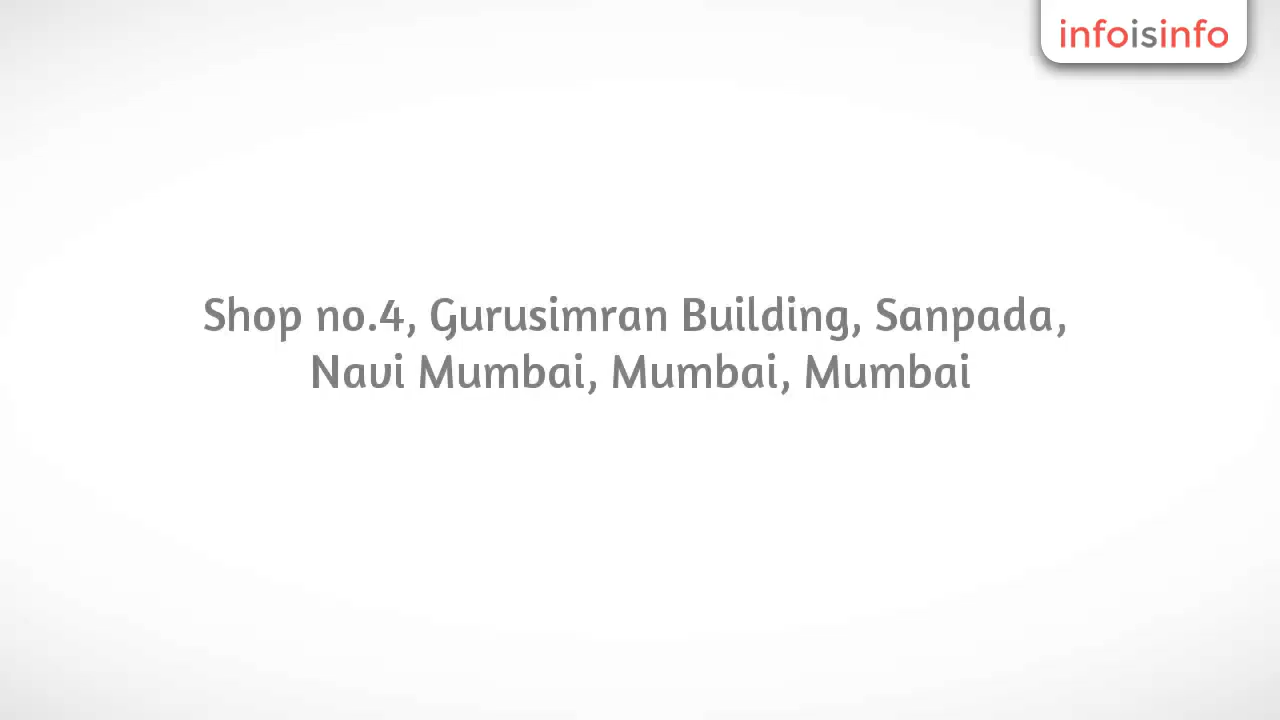 infoisinfo
Shop no.4, Gurusimran Building, Sanpada,
Navi Mumbai, Mumbai, Mumbai